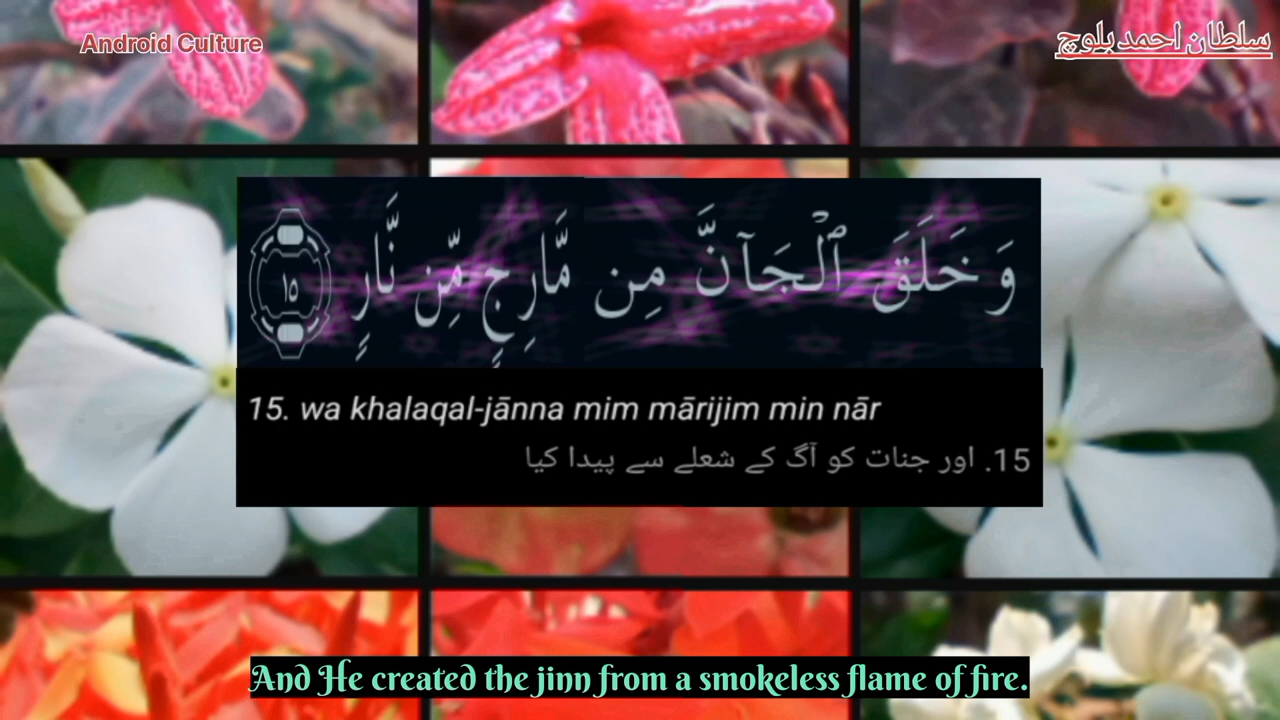 Android Culture
سلطان احمد بلوچ
وَخَلَقَ ٱلْجَآنَّ مِن مَّارِجٍ مِّن نَّارٍ ١٥
15. wa khalaqal-jānna mim mārijim min nār
15. اور جنات کو آگ کے شعلے سے پیدا کیا
And He created the jinn from a smokeless flame of fire.